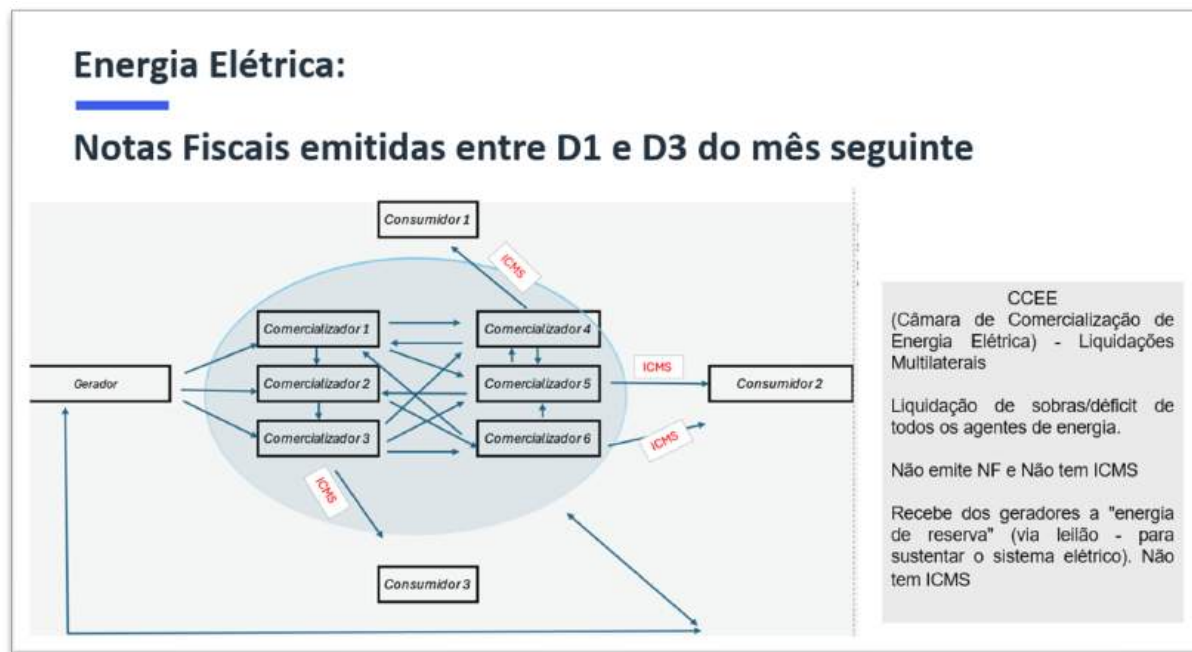 Energia Elétrica:
Notas Fiscais emitidas entre D1 e D3 do mês seguinte
Consumidor 1
ICMS
Comercializador 1
Comercializador 4
ICMS
Gerador
Comercializador 2
Comercializador 5
Consumidor 2
Comercializador 3
Comercializador 6
ICMS
ICMS
Consumidor 3
CCEE
(Câmara de Comercialização de
Energia Elétrica) - Liquidações
Multilaterais
Liquidação de sobras/déficit de
todos os agentes de energia.
Não emite NF e Não tem ICMS
Recebe dos geradores a "energia
de reserva" (via leilão - para
sustentar o sistema elétrico). Não
tem ICMS